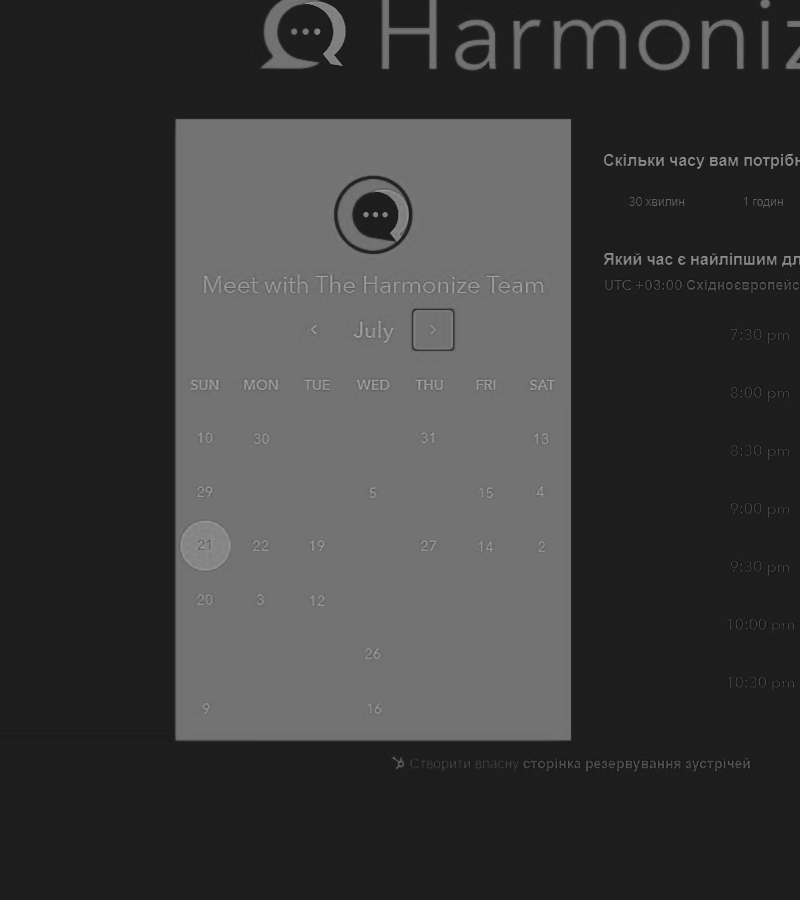 Harmoniz
Meet with The Harmonize Team
July
SUN MON TUE WED THU FRI SAT
10 30 31 13
29 5 15 4
21 22 19 27 14 2
20 3 12
26
9 16
Скільки часу вам потрібн
30 хвилин 1 годин
Який час є найліпшим дл
UTC +03:00 Східноєвропейс
7:30 pm
8:00 pm
8:30 pm
9:00 pm
9:30 pm
10:00 pm
10:30 pm
Створити власну сторінка резервування зустрічей